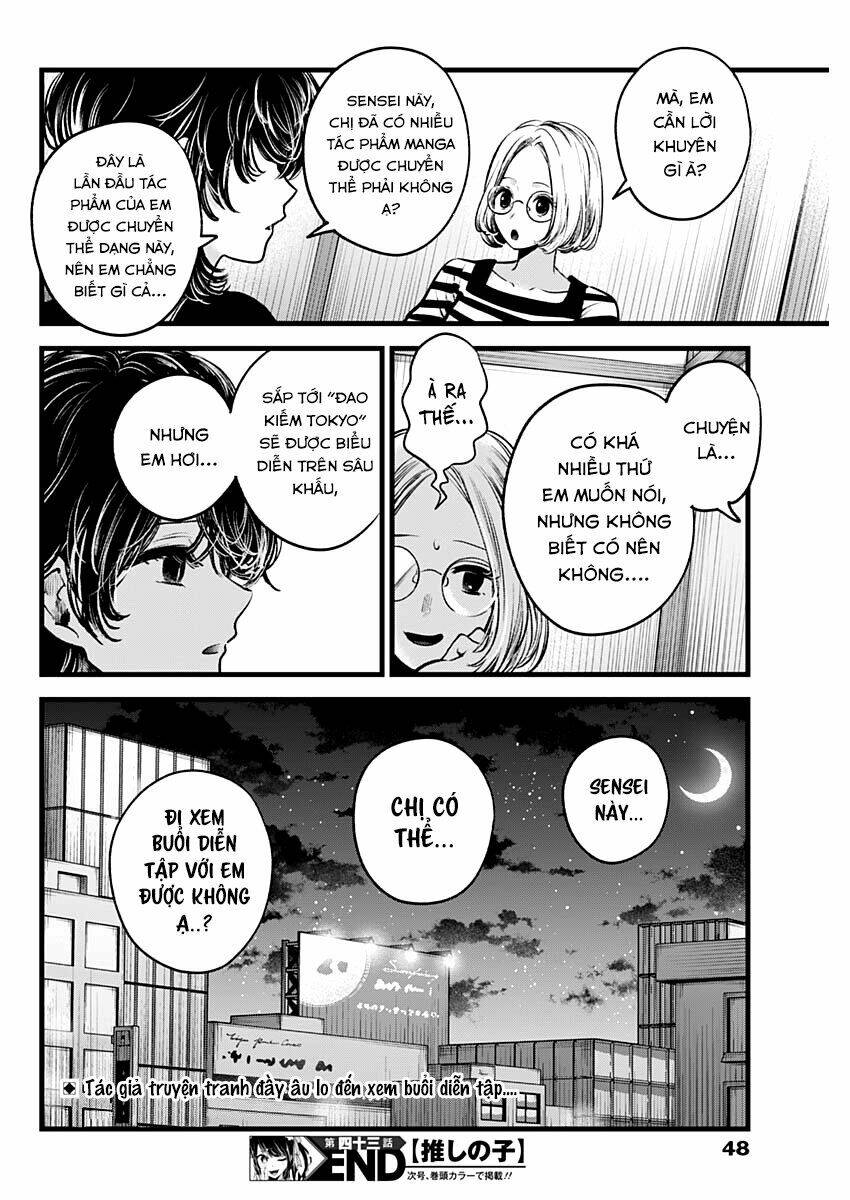 MÀ, EM
CẦN LỜI
KHUYÊN
GÌ À?
SENSEI NÀY,
CHỊ ĐÃ CÓ NHIỀU
TÁC PHẨM MANGA
ĐƯỢC CHUYỂN
THỂ PHẢI KHÔNG
Ạ?
ĐÂY LÀ
LẦN ĐẦU TÁC
PHẨM CỦA EM
ĐƯỢC CHUYỂN
THỂ DẠNG NÀY,
NÊN EM CHẲNG
BIẾT GÌ CẢ...
CHUYỆN
LÀ...
CÓ KHÁ
NHIỀU THỨ
EM MUỐN NÓI,
NHƯNG KHÔNG
BIẾT CÓ NÊN
KHÔNG....
À RA
THẾ...
SẮP TỚI "ĐAO
KIẾM TOKYO"
SẼ ĐƯỢC BIỂU
DIỄN TRÊN SÂU
KHẤU,
NHƯNG
EM HƠI...
SENSEI
NÀY...
CHỊ CÓ
THỂ...
ĐI XEM
BUỔI DIỄN
TẬP VỚI EM
ĐƯỢC KHÔNG
Ạ..?
Tác giả truyện tranh đầy âu lo đến xem buổi diễn tập....
第四十三話
END
【推しの子】
次号、巻頭カラーで掲載!!
48